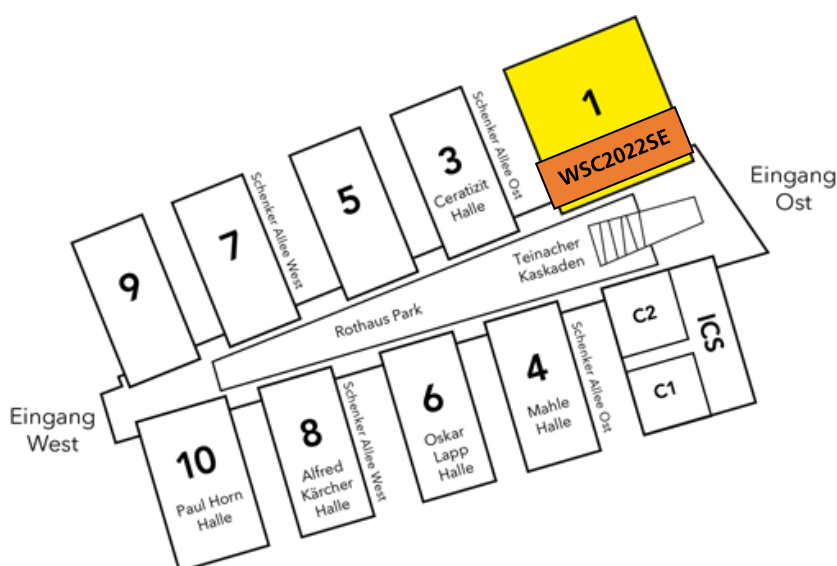 1
WSC2022SE
Eingang
Ost
3
Ceratizit
Halle
Schenker Allee Ost
5
7
Schenker Allee West
9
Teinacher
Kaskaden
Rothaus Park
C2
ICS
C1
4
Mahle
Halle
Schenker Allee Ost
6
Oskar
Lapp
Halle
8
Alfred
Kärcher
Halle
Schenker Allee West
Eingang
West
10
Paul Horn
Halle